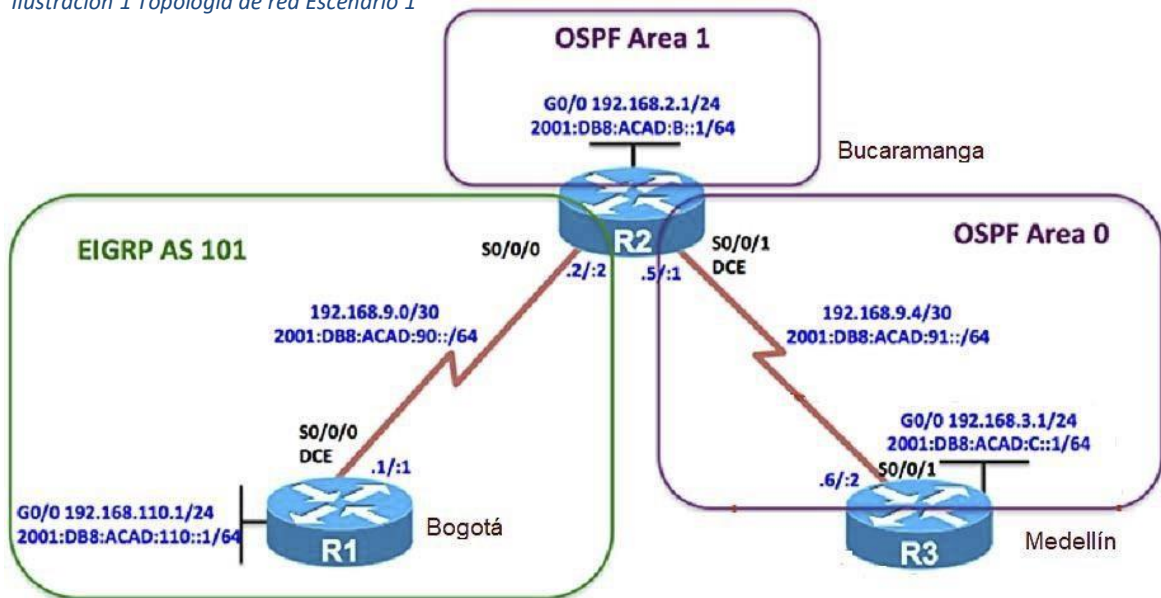 Ilustración 1 Topología de red Escenario 1
OSPF Area 1
G0/0 192.168.2.1/24
2001:DB8:ACAD:B::1/64
Bucaramanga
EIGRP AS 101
S0/0/0
R2
S0/0/1
DCE
OSPF Area 0
.2/:2
.5/:1
192.168.9.0/30
2001:DB8:ACAD:90::/64
192.168.9.4/30
2001:DB8:ACAD:91::/64
S0/0/0
DCE
.1/:1
G0/0 192.168.3.1/24
2001:DB8:ACAD:C::1/64
.6/:2
S0/0/1
G0/0 192.168.110.1/24
2001:DB8:ACAD:110::1/64
R1
Bogotá
R3
Medellín